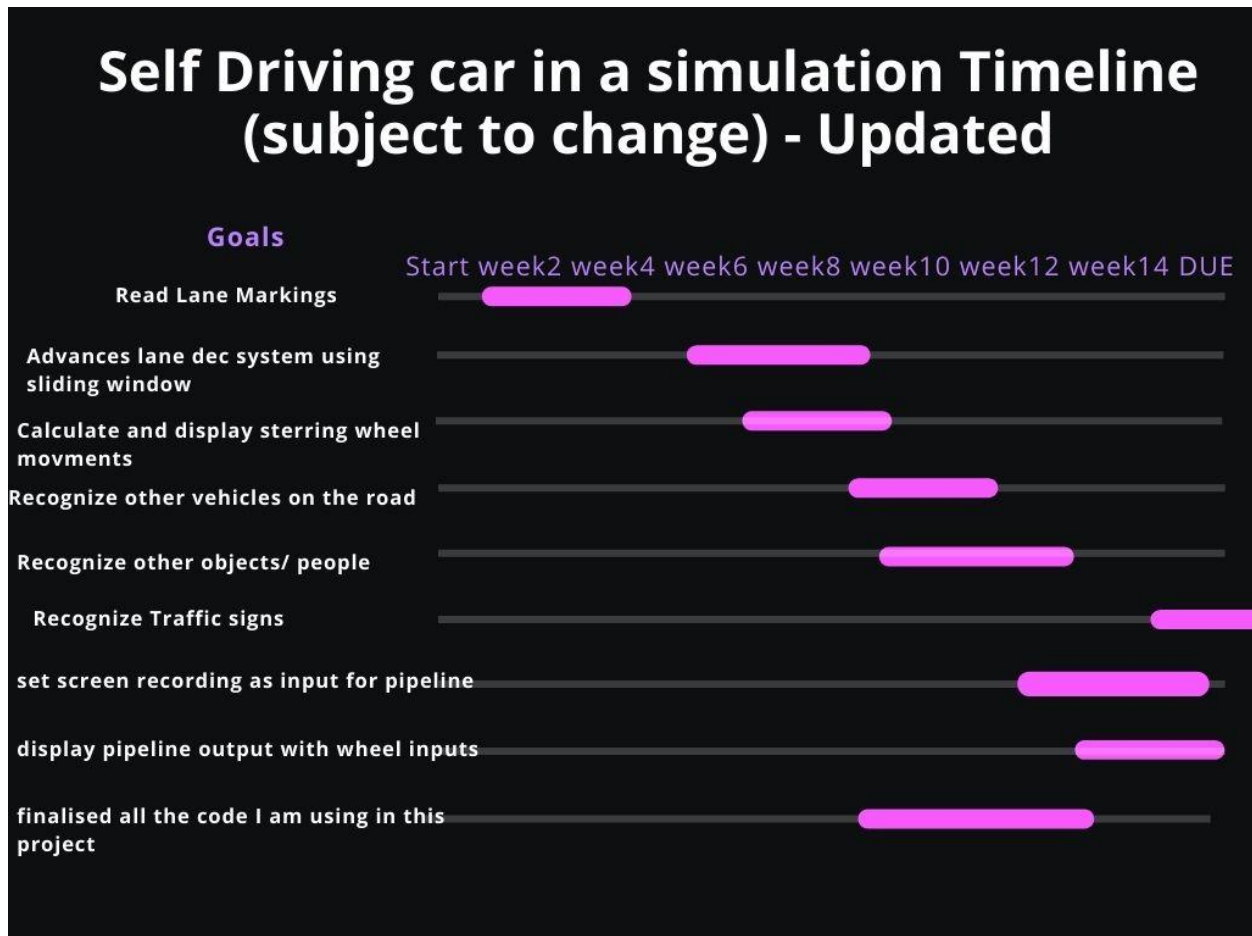 Self Driving car in a simulation Timeline
(subject to change) - Updated
Goals
Start week2 week4 week6 week8 week10 week12 week14 DUE
Read Lane Markings
Advances lane dec system using
sliding window
Calculate and display sterring wheel
movments
Recognize other vehicles on the road
Recognize other objects/ people
Recognize Traffic signs
set screen recording as input for pipeline
display pipeline output with wheel inputs
finalised all the code I am using in this
project